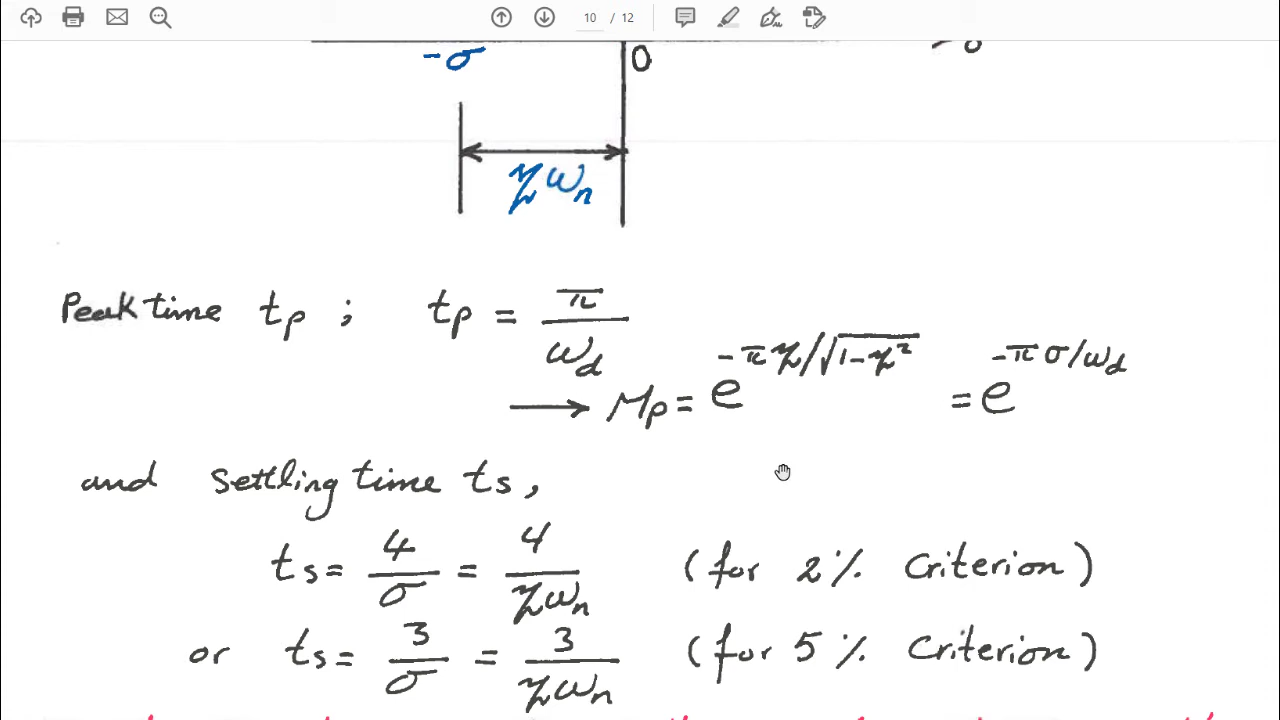 10 / 12
-σ 0
ζωn
Peak time tp ; tp = π / ωd
→ Mp = e^(-πζ/√(1-ζ²)) = e^(-πσ/ωd)
and settling time ts,
ts = 4/σ = 4/ζωn (for 2% Criterion)
or ts = 3/σ = 3/ζωn (for 5% Criterion)